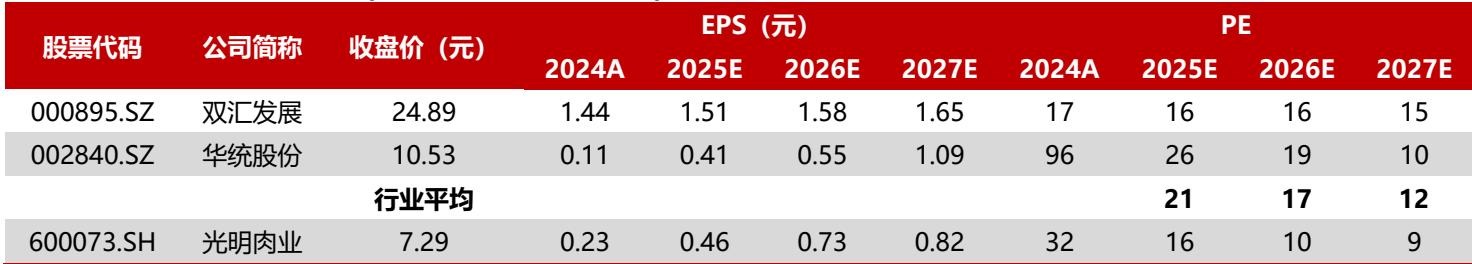 EPS（元） PE
股票代码 公司简称 收盘价（元）
2024A 2025E 2026E 2027E 2024A 2025E 2026E 2027E
000895.SZ 双汇发展 24.89 1.44 1.51 1.58 1.65 17 16 16 15
002840.SZ 华统股份 10.53 0.11 0.41 0.55 1.09 96 26 19 10
行业平均 21 17 12
600073.SH 光明肉业 7.29 0.23 0.46 0.73 0.82 32 16 10 9